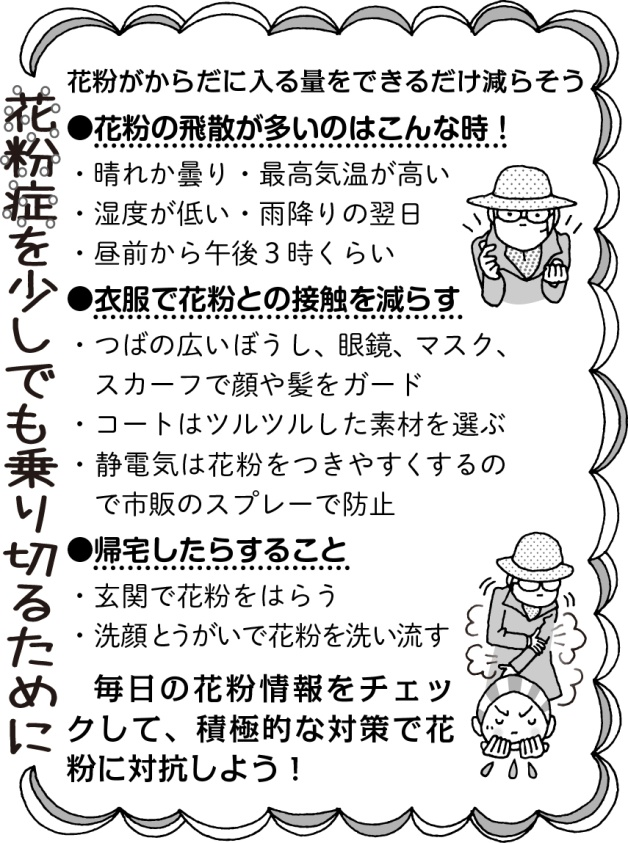 花粉症を少しでも乗り切るために
花粉がからだに入る量をできるだけ減らそう
●花粉の飛散が多いのはこんな時！
・晴れか曇り・最高気温が高い
・湿度が低い・雨降りの翌日
・昼前から午後３時くらい
●衣服で花粉との接触を減らす
・つばの広いぼうし、眼鏡、マスク、
スカーフで顔や髪をガード
・コートはツルツルした素材を選ぶ
・静電気は花粉をつきやすくするの
で市販のスプレーで防止
●帰宅したらすること
・玄関で花粉をはらう
・洗顔とうがいで花粉を洗い流す
毎日の花粉情報をチェッ
クして、積極的な対策で花
粉に対抗しよう！